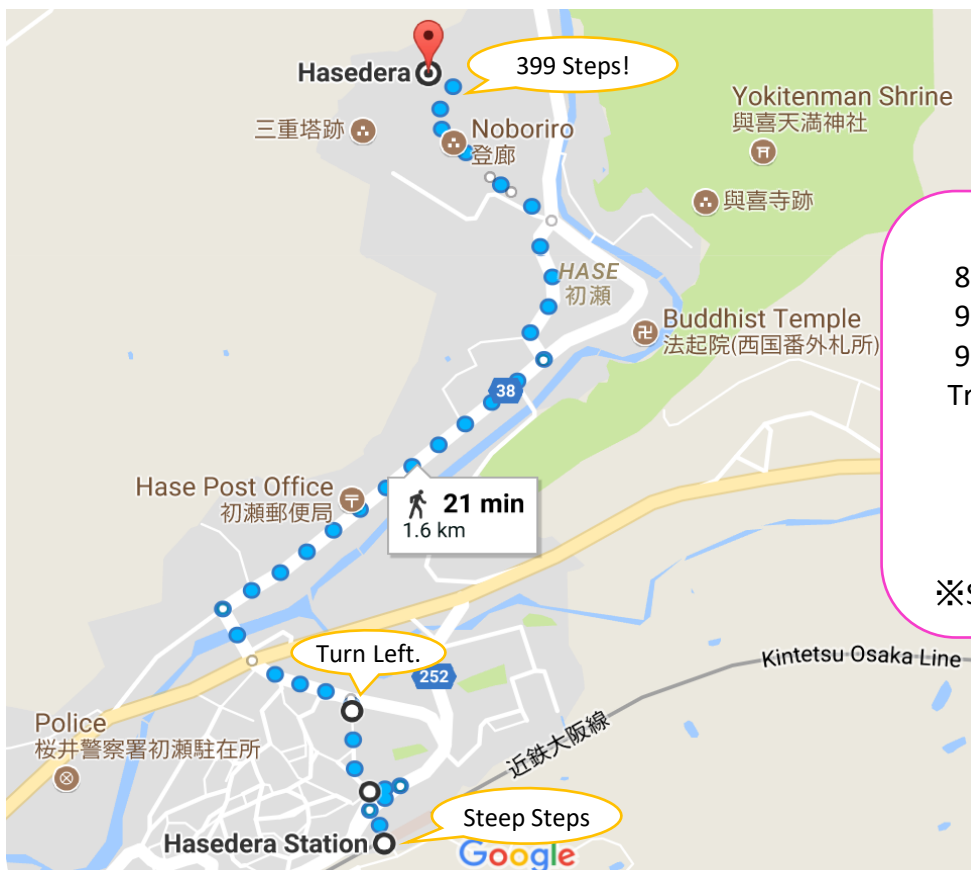 Hasedera
399 Steps!
Yokitenman Shrine
與喜天満神社
三重塔跡
Noboriro
登廊
與喜寺跡
HASE
初瀬
Buddhist Temple
法起院(西国番外札所)
8
9
9
Tr
38
Hase Post Office
初瀬郵便局
21 min
1.6 km
※S
Turn Left.
252
Kintetsu Osaka Line
近鉄大阪線
Police
桜井警察署初瀬駐在所
Steep Steps
Hasedera Station
Google